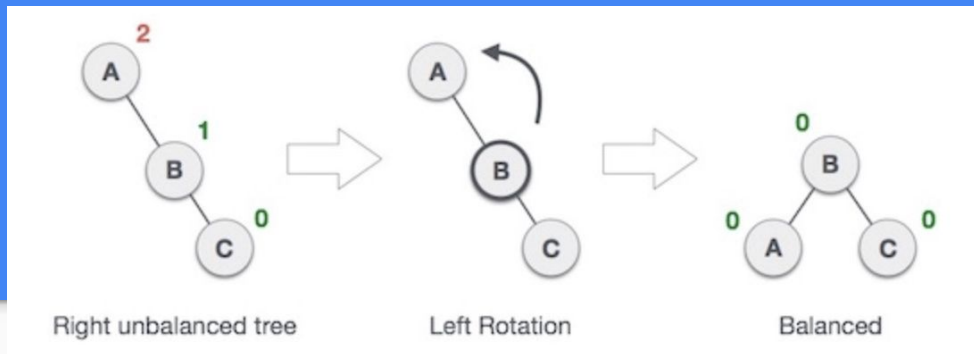 A 2
B 1
C 0
Right unbalanced tree
A
B
C
Left Rotation
0
B
0 A
C 0
Balanced